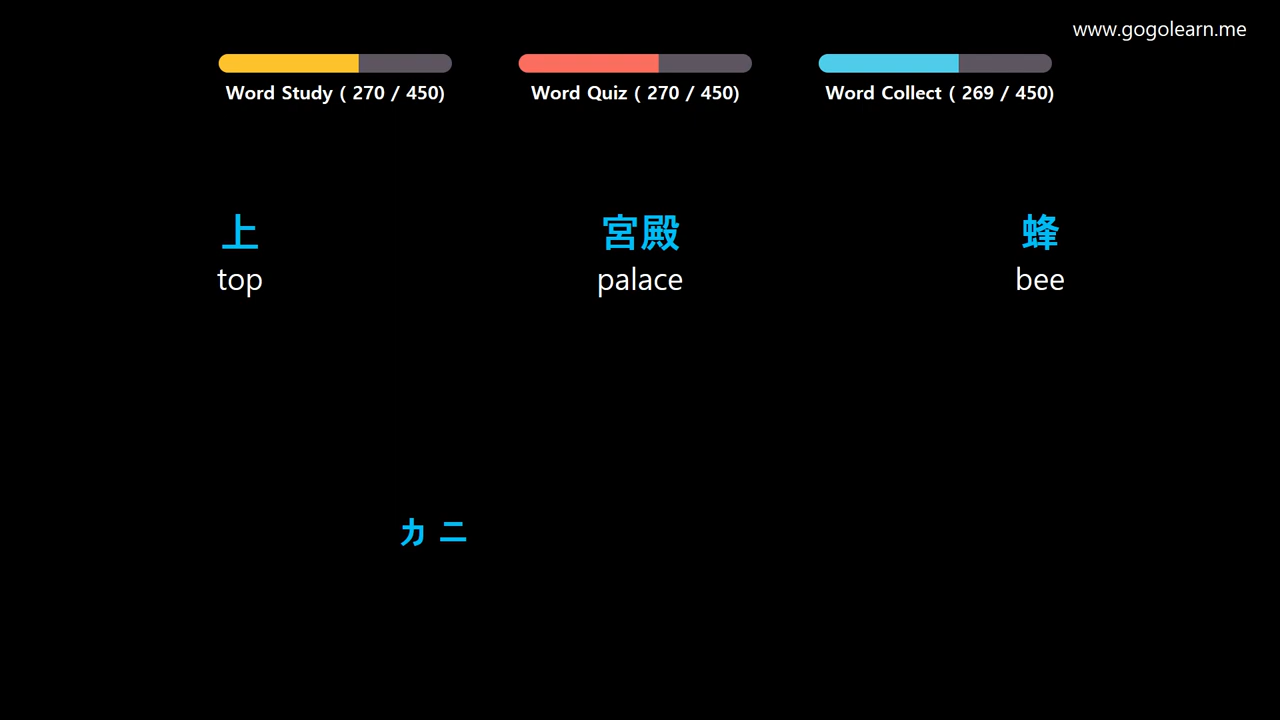 www.gogolearn.me
Word Study ( 270 / 450)
Word Quiz ( 270 / 450)
Word Collect ( 269 / 450)
上
top
宮殿
palace
蜂
bee
カニ